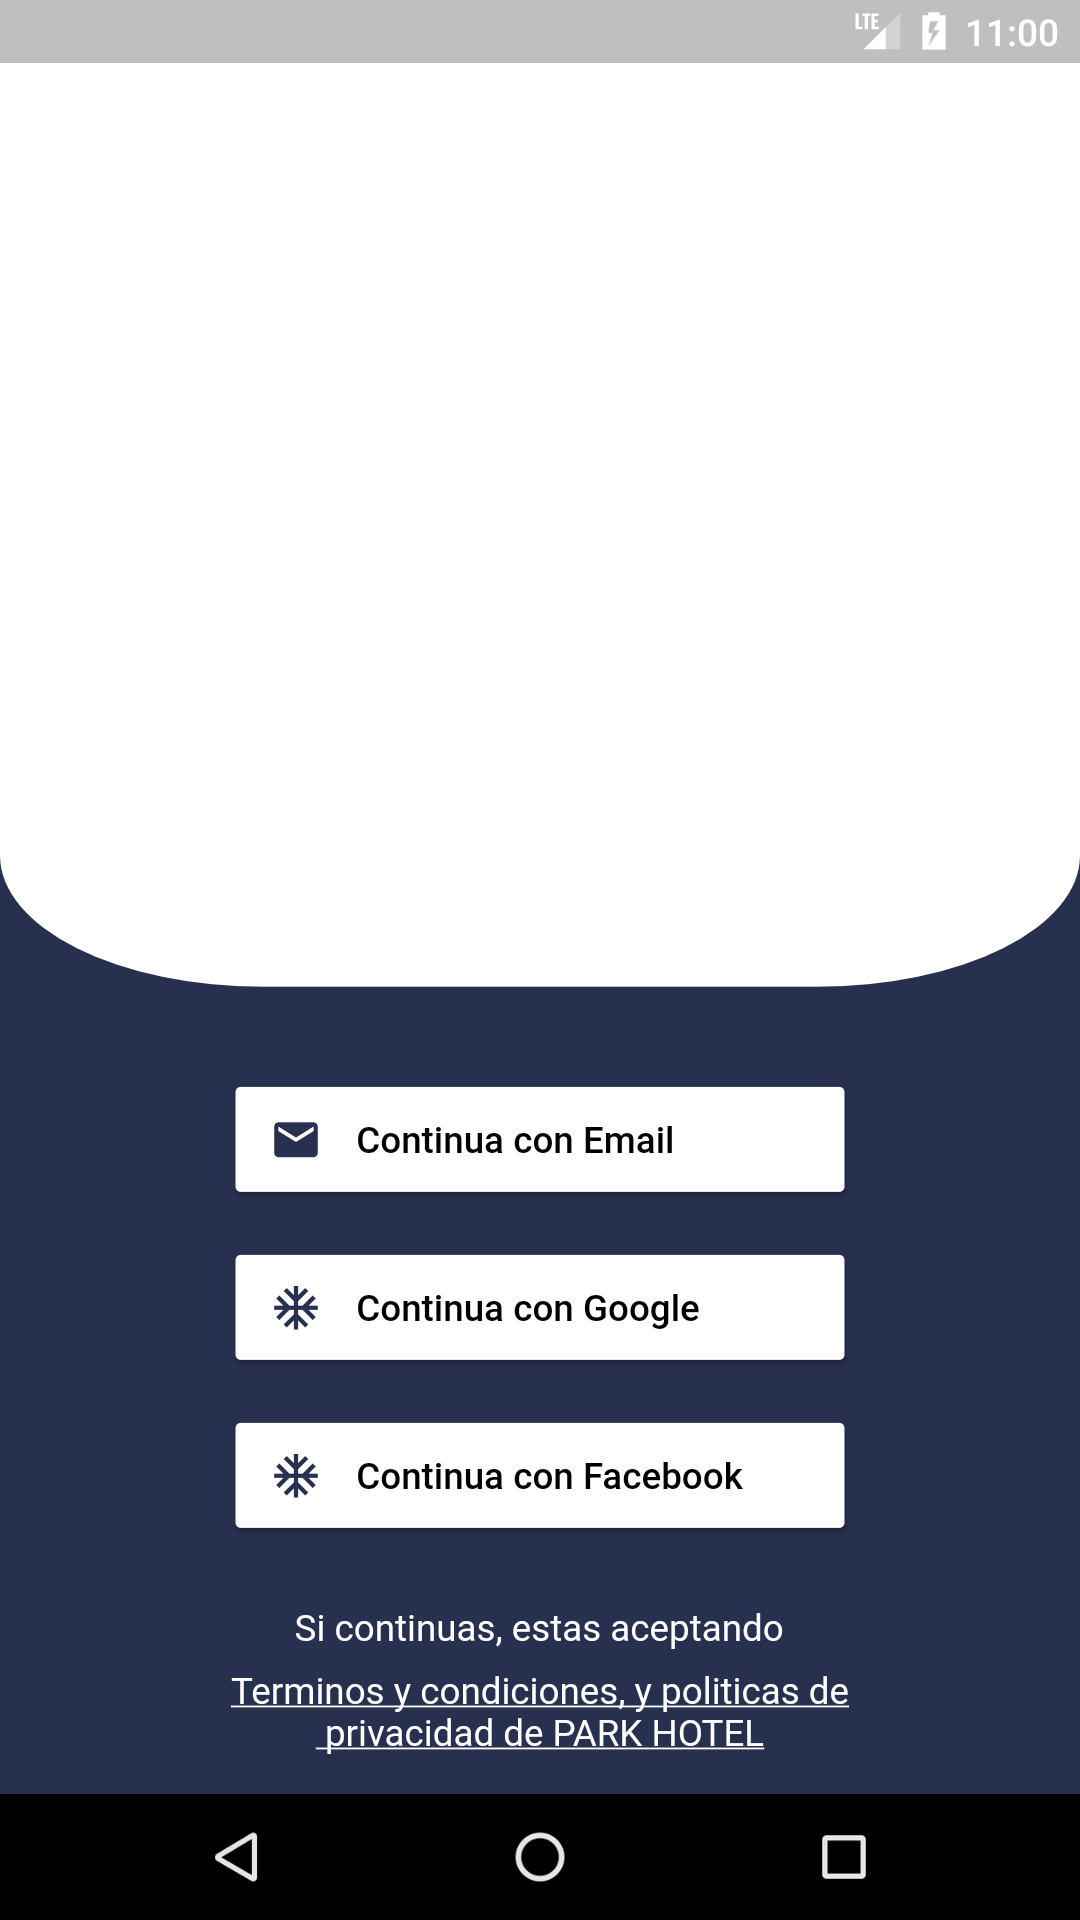 LTE 11:00
Continua con Email
Continua con Google
Continua con Facebook
Si continuas, estas aceptando
Terminos y condiciones, y politicas de
privacidad de PARK HOTEL